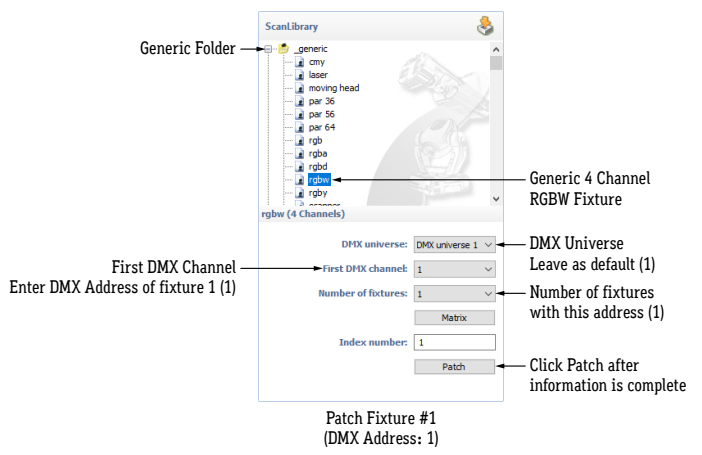 ScanLibrary
Generic Folder
_generic
cmy
laser
moving head
par 36
par 56
par 64
rgb
rgba
rgbd
rgbw
Generic 4 Channel
RGBW Fixture
rgby
rgbw (4 Channels)
DMX universe: DMX universe 1
DMX Universe
Leave as default (1)
First DMX Channel
Enter DMX Address of fixture 1 (1)
First DMX channel: 1
Number of fixtures: 1
Number of fixtures
with this address (1)
Matrix
Index number: 1
Patch
Click Patch after
information is complete
Patch Fixture #1
(DMX Address: 1)